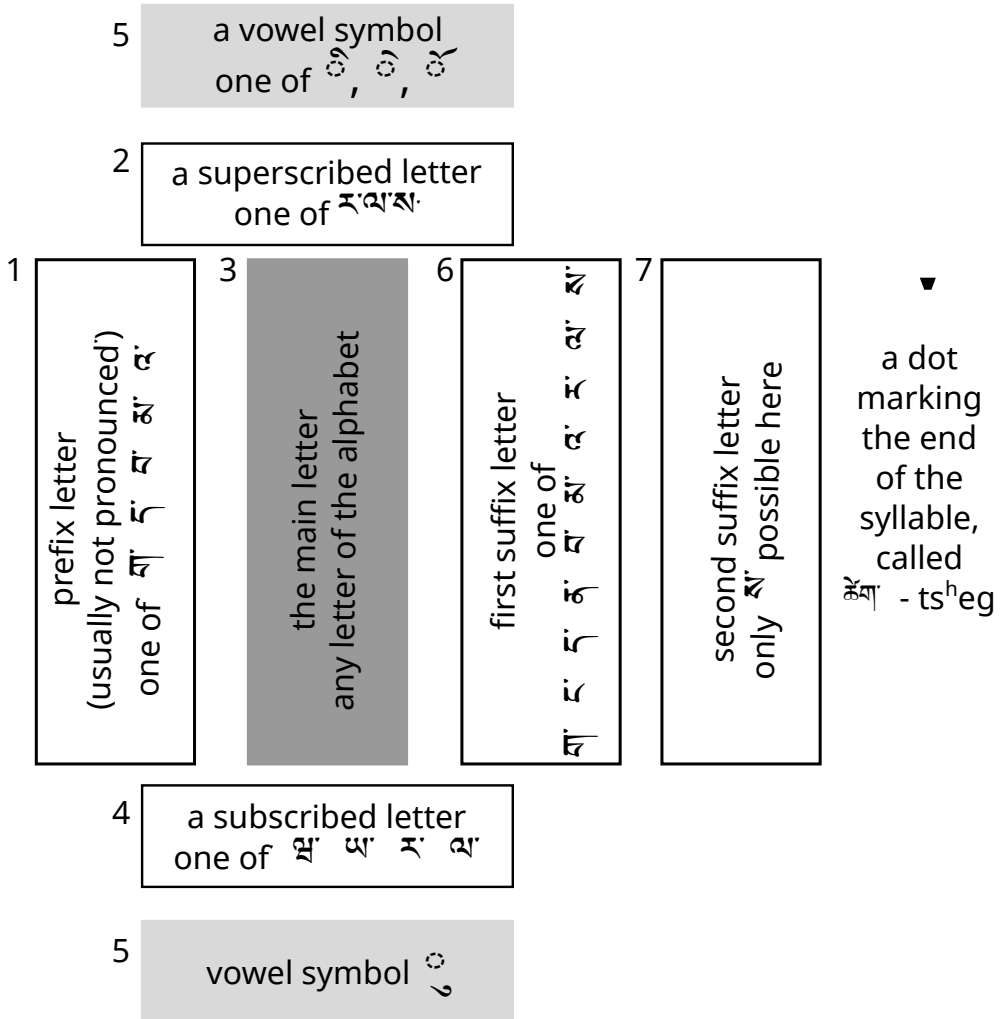 5
a vowel symbol
one of ◌ི, ◌ེ, ◌ོ
2
a superscribed letter
one of ར་ལ་ས་
1
prefix letter
(usually not pronounced)
one of ག་ ད་ བ་ མ་ འ་
3
the main letter
any letter of the alphabet
6
first suffix letter
one of
ག་ ང་ ད་ ན་ བ་ མ་ འ་ ར་ ལ་ ས་
7
second suffix letter
only ས་ possible here
་
a dot
marking
the end
of the
syllable,
called
ཚེག་ - tsʰeg
4
a subscribed letter
one of ཝ་ ཡ་ ར་ ལ་
5
vowel symbol ◌ུ